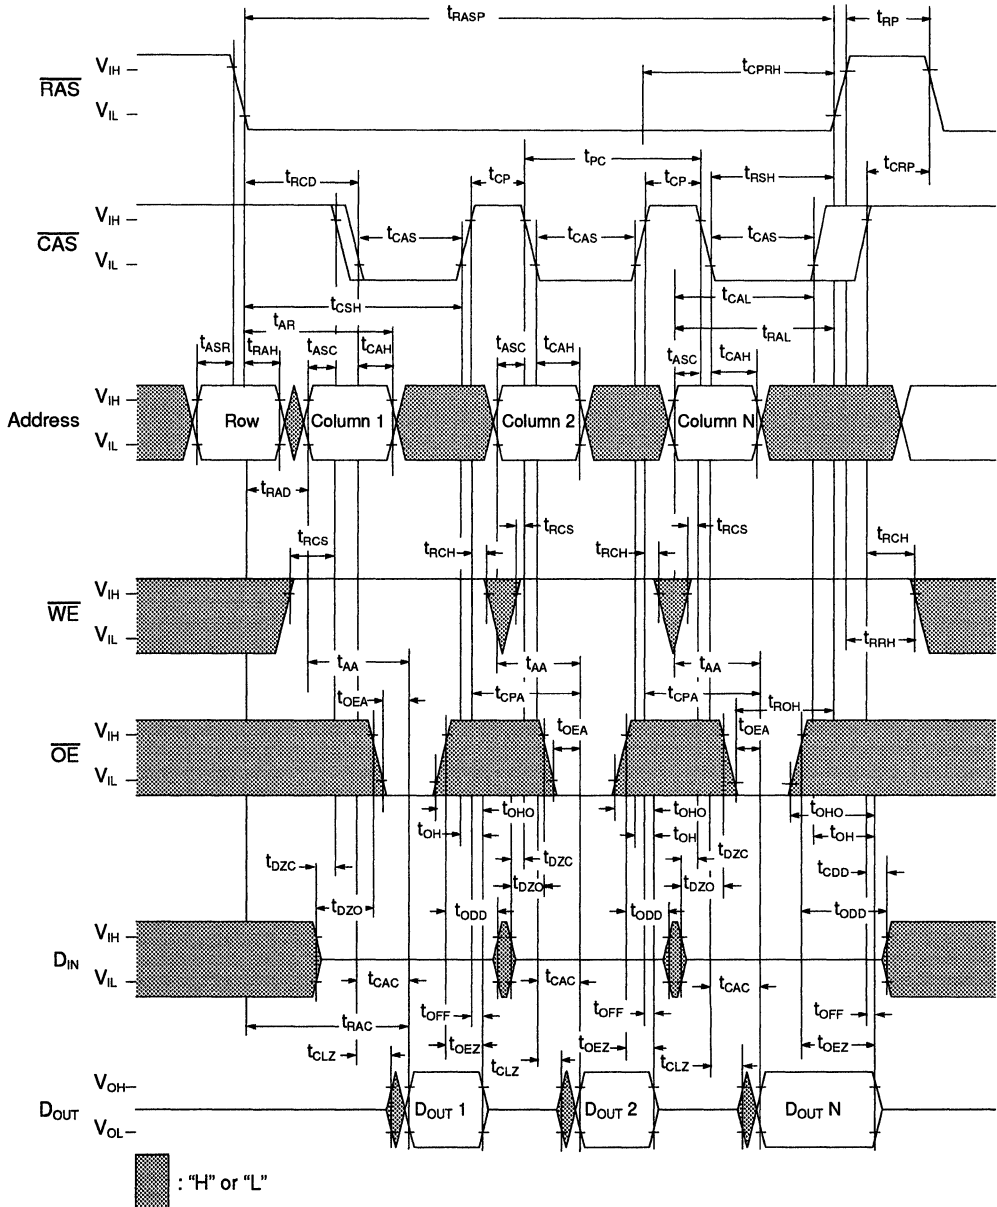 tRASP
tRP
VIH
RAS
VIL
tCPRH
tPC
tRCD
tCP
tCP
tRSH
tCRP
VIH
CAS
VIL
tCAS
tCAS
tCAS
tCSH
tCAL
tAR
tRAL
tASR
tRAH
tASC
tCAH
tASC
tCAH
tASC
tCAH
Address
VIH
VIL
Row
Column 1
Column 2
Column N
tRAD
tRCS
tRCS
tRCS
tRCH
tRCH
tRCH
VIH
WE
VIL
tRRH
tAA
tAA
tAA
tOEA
tCPA
tCPA
tROH
tOEA
tOEA
VIH
OE
VIL
tOHO
tOHO
tOHO
tOH
tOH
tOH
tDZC
tDZC
tDZC
tCDD
tDZO
tDZO
tDZO
tODD
tODD
tODD
VIH
DIN
VIL
tCAC
tCAC
tCAC
tRAC
tOFF
tOFF
tOFF
tCLZ
tOEZ
tCLZ
tOEZ
tCLZ
tOEZ
VOH
DOUT
VOL
DOUT 1
DOUT 2
DOUT N
: "H" or "L"